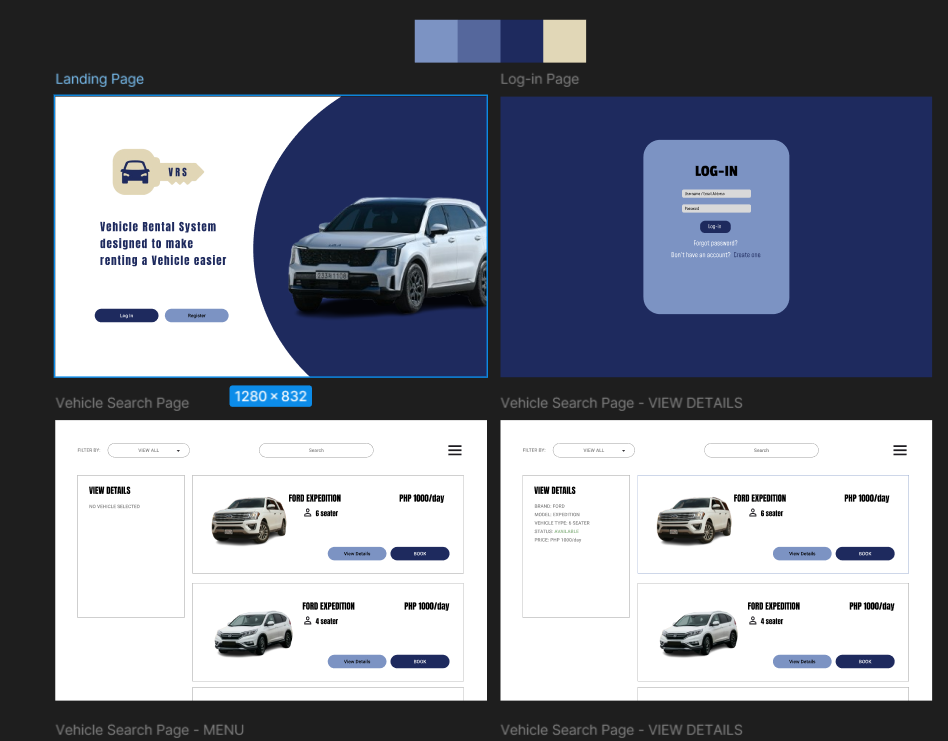 Landing Page
Log-in Page
VRS
Vehicle Rental System
designed to make
renting a Vehicle easier
Log In
Register
LOG-IN
Username / Email Address
Password
Log-in
Forgot password?
Don't have an account? Create one
1280 × 832
Vehicle Search Page
Vehicle Search Page - VIEW DETAILS
FILTER BY:
VIEW ALL
Search
VIEW DETAILS
NO VEHICLE SELECTED
FORD EXPEDITION
PHP 1000/day
6 seater
View Details
BOOK
FORD EXPEDITION
PHP 1000/day
4 seater
View Details
BOOK
FILTER BY:
VIEW ALL
Search
VIEW DETAILS
BRAND: FORD
MODEL: EXPEDITION
VEHICLE TYPE: 6 SEATER
STATUS: AVAILABLE
PRICE: PHP 1000/day
FORD EXPEDITION
PHP 1000/day
6 seater
View Details
BOOK
FORD EXPEDITION
PHP 1000/day
4 seater
View Details
BOOK
Vehicle Search Page - MENU
Vehicle Search Page - VIEW DETAILS